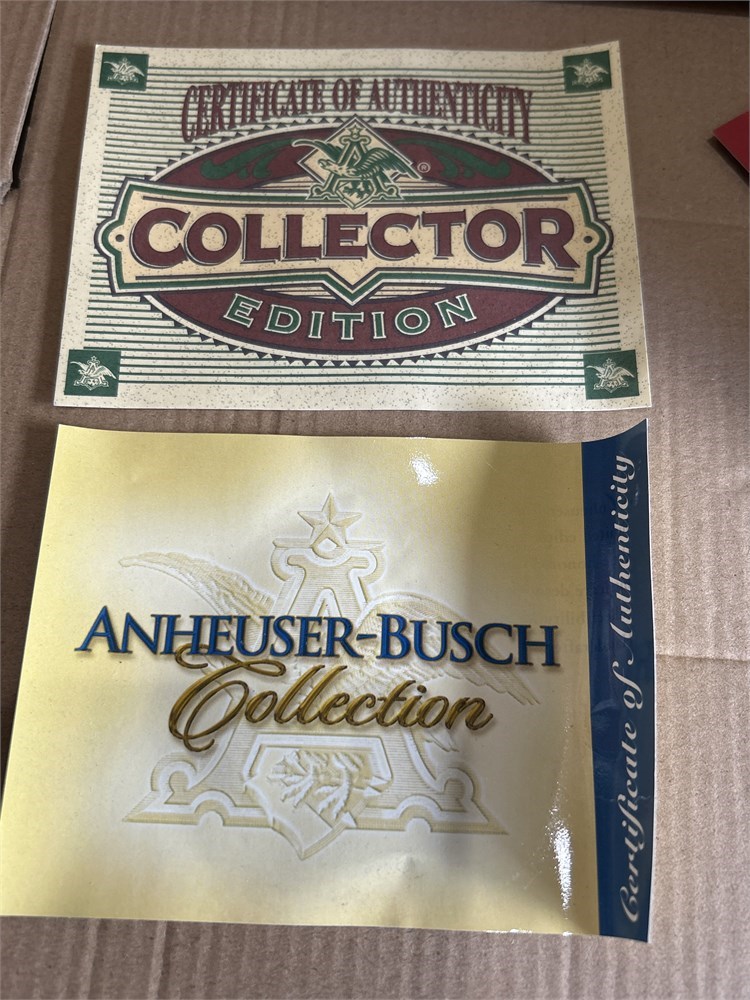 CERTIFICATE OF AUTHENTICITY
®
COLLECTOR
EDITION
ANHEUSER-BUSCH
Collection
Certificate of Authenticity